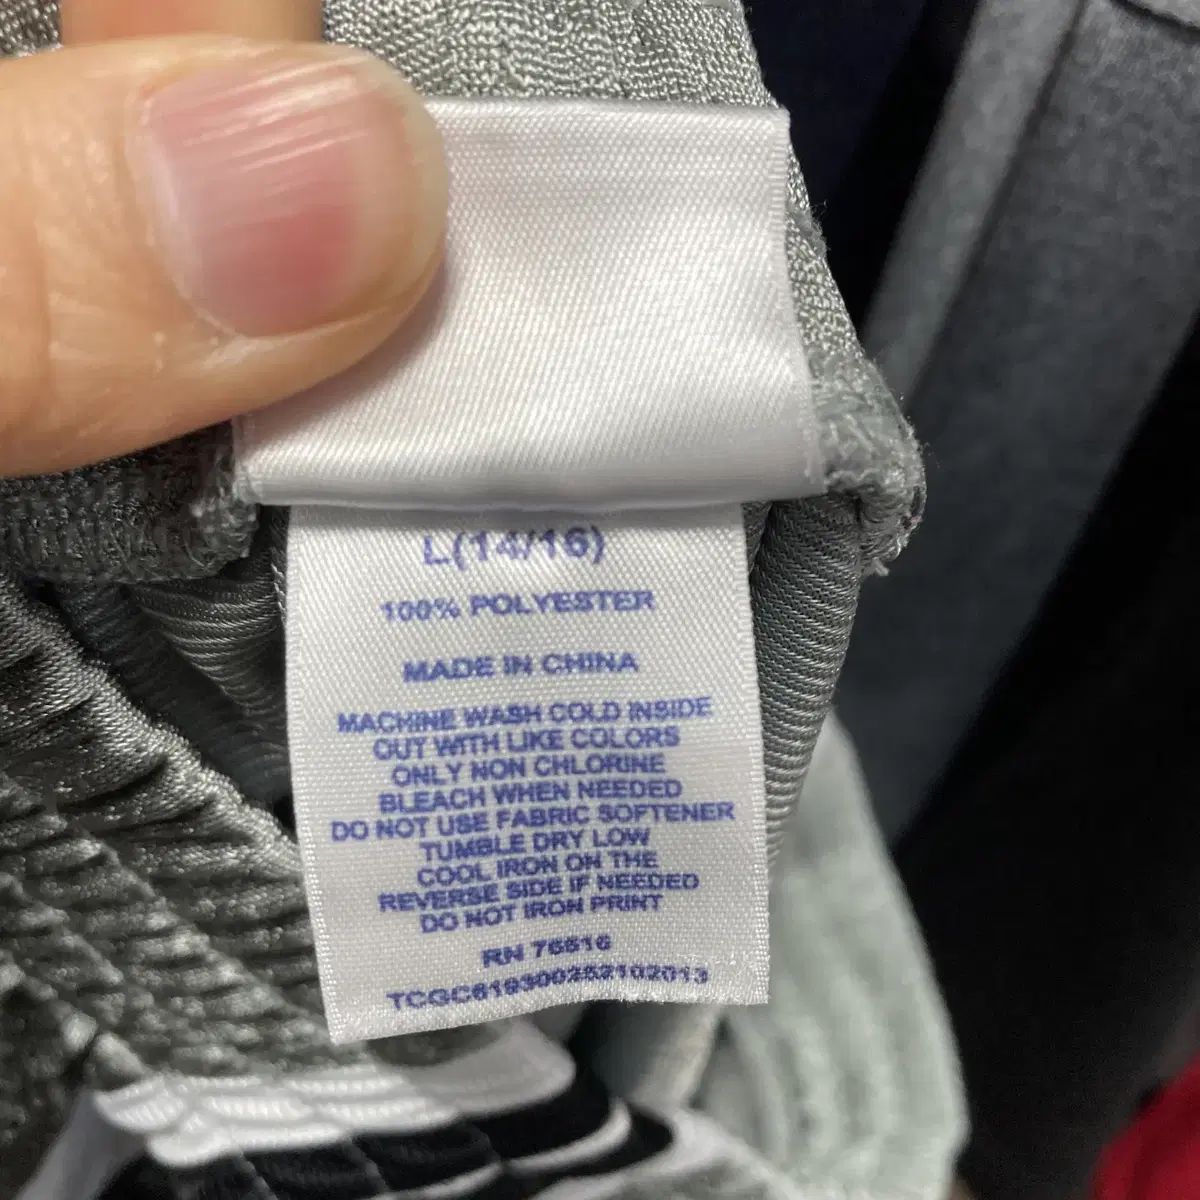 L(14/16)
100% POLYESTER
MADE IN CHINA
MACHINE WASH COLD INSIDE
OUT WITH LIKE COLORS
ONLY NON CHLORINE
BLEACH WHEN NEEDED
DO NOT USE FABRIC SOFTENER
TUMBLE DRY LOW
COOL IRON ON THE
REVERSE SIDE IF NEEDED
DO NOT IRON PRINT
RN 76616
TCGC619300252102013